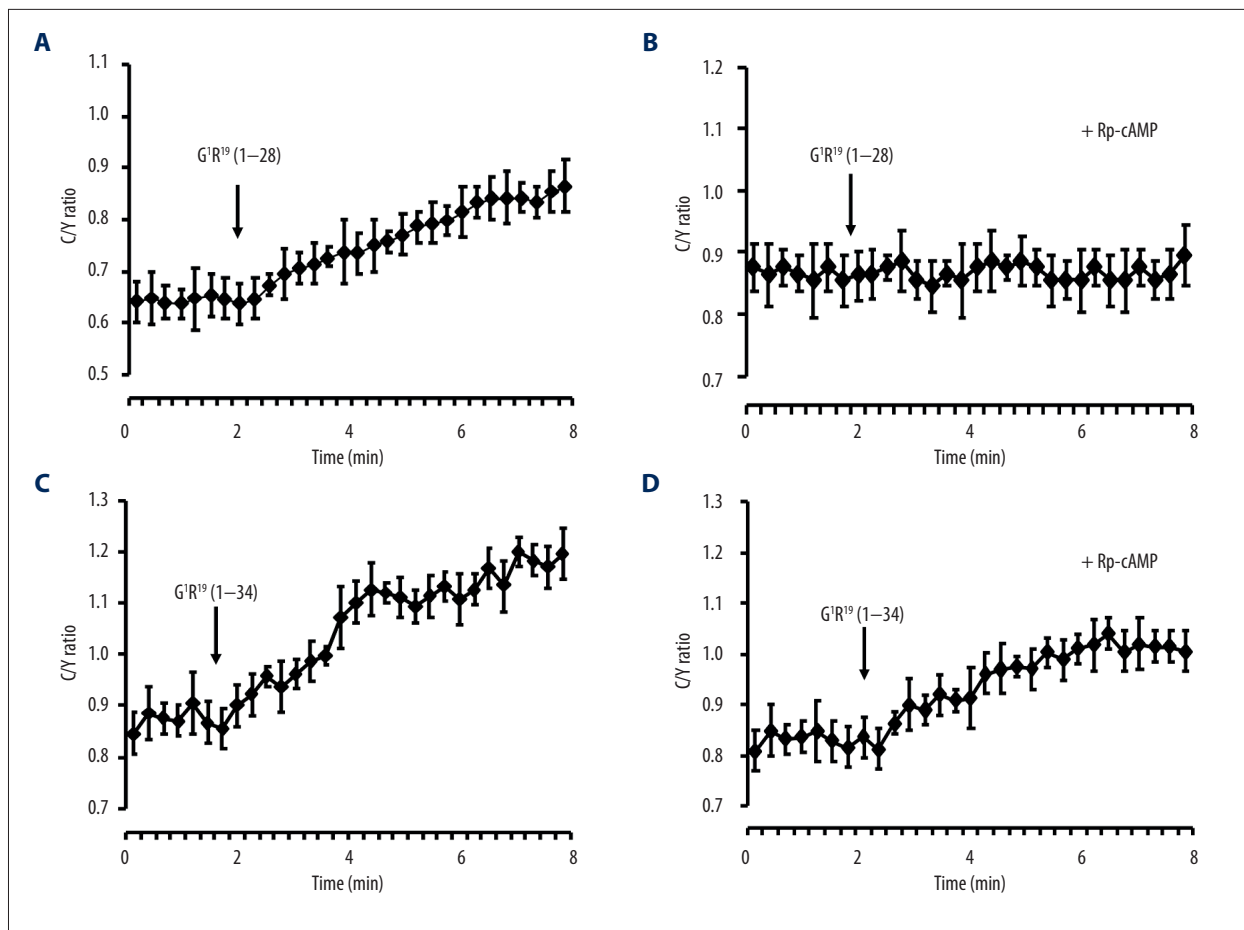 A
1.1
1.0
0.9
0.8
0.7
0.6
0.5
C/Y ratio
G¹R¹⁹ (1–28)
0 2 4 6 8
Time (min)
B
1.2
1.1
1.0
0.9
0.8
0.7
C/Y ratio
G¹R¹⁹ (1–28)
+ Rp-cAMP
0 2 4 6 8
Time (min)
C
1.3
1.2
1.1
1.0
0.9
0.8
0.7
C/Y ratio
G¹R¹⁹ (1–34)
0 2 4 6 8
Time (min)
D
1.3
1.2
1.1
1.0
0.9
0.8
0.7
C/Y ratio
G¹R¹⁹ (1–34)
+ Rp-cAMP
0 2 4 6 8
Time (min)